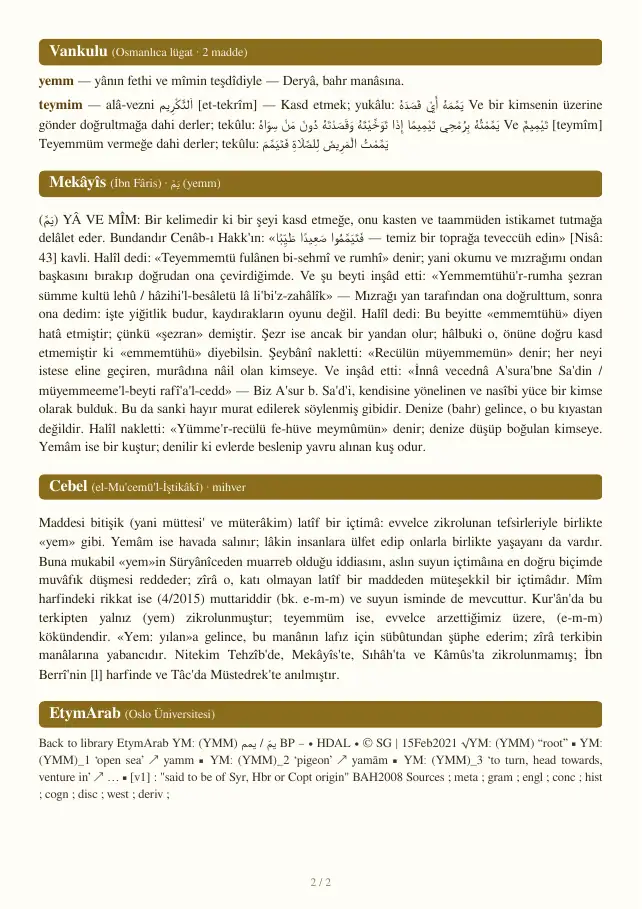 Vankulu (Osmanlıca lügat · 2 madde)
yemm — yânın fethi ve mîmin teşdîdiyle — Deryâ, bahr manâsına.
teymim — alâ-vezni اَلتَّكْرِيم [et-tekrîm] — Kasd etmek; yukâlu: يَمَّمَهُ أَيْ قَصَدَهُ Ve bir kimsenin üzerine
gönder doğrultmağa dahi derler; tekûlu: يَمَّمْتُهُ بِرُمْحِي تَيْمِيمًا إِذَا تَوَخَّيْتَهُ وَقَصَدْتَهُ دُونَ مَنْ سِوَاهُ Ve تَيْمِيمٌ [teymîm]
Teyemmüm vermeğe dahi derler; tekûlu: يَمَّمْتُ الْمَرِيضَ لِلصَّلَاةِ فَتَيَمَّمَ
Mekâyîs (İbn Fâris) · يَمّ (yemm)
(يَمّ) YÂ VE MÎM: Bir kelimedir ki bir şeyi kasd etmeğe, onu kasten ve taammüden istikamet tutmağa
delâlet eder. Bundandır Cenâb-ı Hakk'ın: «فَتَيَمَّمُوا صَعِيدًا طَيِّبًا — temiz bir toprağa teveccüh edin» [Nisâ:
43] kavli. Halîl dedi: «Teyemmemtü fulânen bi-sehmî ve rumhî» denir; yani okumu ve mızrağımı ondan
başkasını bırakıp doğrudan ona çevirdiğimde. Ve şu beyti inşâd etti: «Yemmemtühü'r-rumha şezran
sümme kultü lehû / hâzihi'l-besâletü lâ li'bi'z-zahâlîk» — Mızrağı yan tarafından ona doğrulttum, sonra
ona dedim: işte yiğitlik budur, kaydırakların oyunu değil. Halîl dedi: Bu beyitte «emmemtühü» diyen
hatâ etmiştir; çünkü «şezran» demiştir. Şezr ise ancak bir yandan olur; hâlbuki o, önüne doğru kasd
etmemiştir ki «emmemtühü» diyebilsin. Şeybânî nakletti: «Recülün müyemmemün» denir; her neyi
istese eline geçiren, murâdına nâil olan kimseye. Ve inşâd etti: «İnnâ vecednâ A'sura'bne Sa'din /
müyemmeeme'l-beyti rafî'a'l-cedd» — Biz A'sur b. Sa'd'i, kendisine yönelinen ve nasîbi yüce bir kimse
olarak bulduk. Bu da sanki hayır murat edilerek söylenmiş gibidir. Denize (bahr) gelince, o bu kıyastan
değildir. Halîl nakletti: «Yümme'r-recülü fe-hüve meymûmün» denir; denize düşüp boğulan kimseye.
Yemâm ise bir kuştur; denilir ki evlerde beslenip yavru alınan kuş odur.
Cebel (el-Mu'cemü'l-İştikâkî) · mihver
Maddesi bitişik (yani müttesi' ve müterâkim) latîf bir içtimâ: evvelce zikrolunan tefsirleriyle birlikte
«yem» gibi. Yemâm ise havada salınır; lâkin insanlara ülfet edip onlarla birlikte yaşayanı da vardır.
Buna mukabil «yem»in Süryânîceden muarreb olduğu iddiasını, aslın suyun içtimâına en doğru biçimde
muvâfık düşmesi reddeder; zîrâ o, katı olmayan latîf bir maddeden müteşekkil bir içtimâdır. Mîm
harfindeki rikkat ise (4/2015) muttariddir (bk. e-m-m) ve suyun isminde de mevcuttur. Kur'ân'da bu
terkipten yalnız (yem) zikrolunmuştur; teyemmüm ise, evvelce arzettiğimiz üzere, (e-m-m)
kökündendir. «Yem: yılan»a gelince, bu manânın lafız için sübûtundan şüphe ederim; zîrâ terkibin
manâlarına yabancıdır. Nitekim Tehzîb'de, Mekâyîs'te, Sıhâh'ta ve Kâmûs'ta zikrolunmamış; İbn
Berrî'nin [l] harfinde ve Tâc'da Müstedrek'te anılmıştır.
EtymArab (Oslo Üniversitesi)
Back to library EtymArab YMː (YMM) يمّ / يمم BP – • HDAL • © SG | 15Feb2021 √YMː (YMM) “root” ▪ YMː
(YMM)_1 ‘open sea’ ↗ yamm ▪ YMː (YMM)_2 ‘pigeon’ ↗ yamām ▪ YMː (YMM)_3 ‘to turn, head towards,
venture in’ ↗ … ▪ [v1] : "said to be of Syr, Hbr or Copt origin" BAH2008 Sources ; meta ; gram ; engl ; conc ; hist
; cogn ; disc ; west ; deriv ;
2 / 2